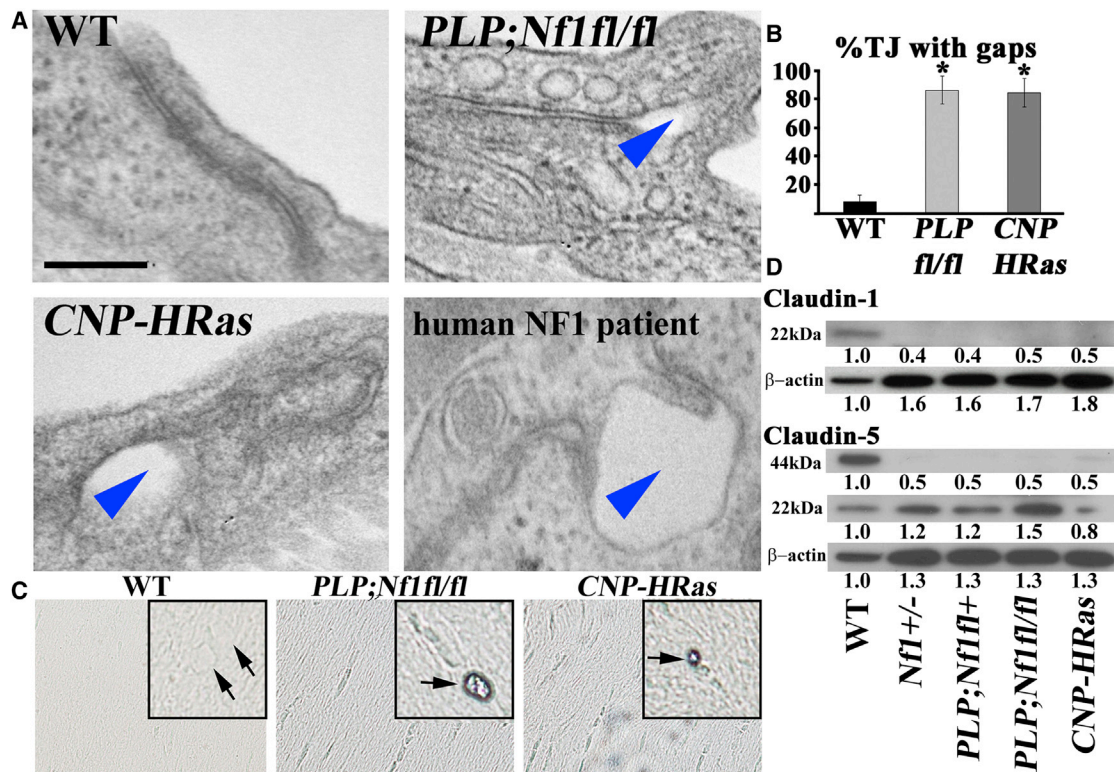 A
WT
PLP;Nf1fl/fl
CNP-HRas
human NF1 patient
B
%TJ with gaps
100
80
60
40
20
*
*
WT
PLP
fl/fl
CNP
HRas
C
WT
PLP;Nf1fl/fl
CNP-HRas
D
Claudin-1
22kDa
1.0 0.4 0.4 0.5 0.5
β-actin
1.0 1.6 1.6 1.7 1.8
Claudin-5
44kDa
1.0 0.5 0.5 0.5 0.5
22kDa
1.0 1.2 1.2 1.5 0.8
β-actin
1.0 1.3 1.3 1.3 1.3
WT
Nf1+/-
PLP;Nf1fl+
PLP;Nf1fl/fl
CNP-HRas